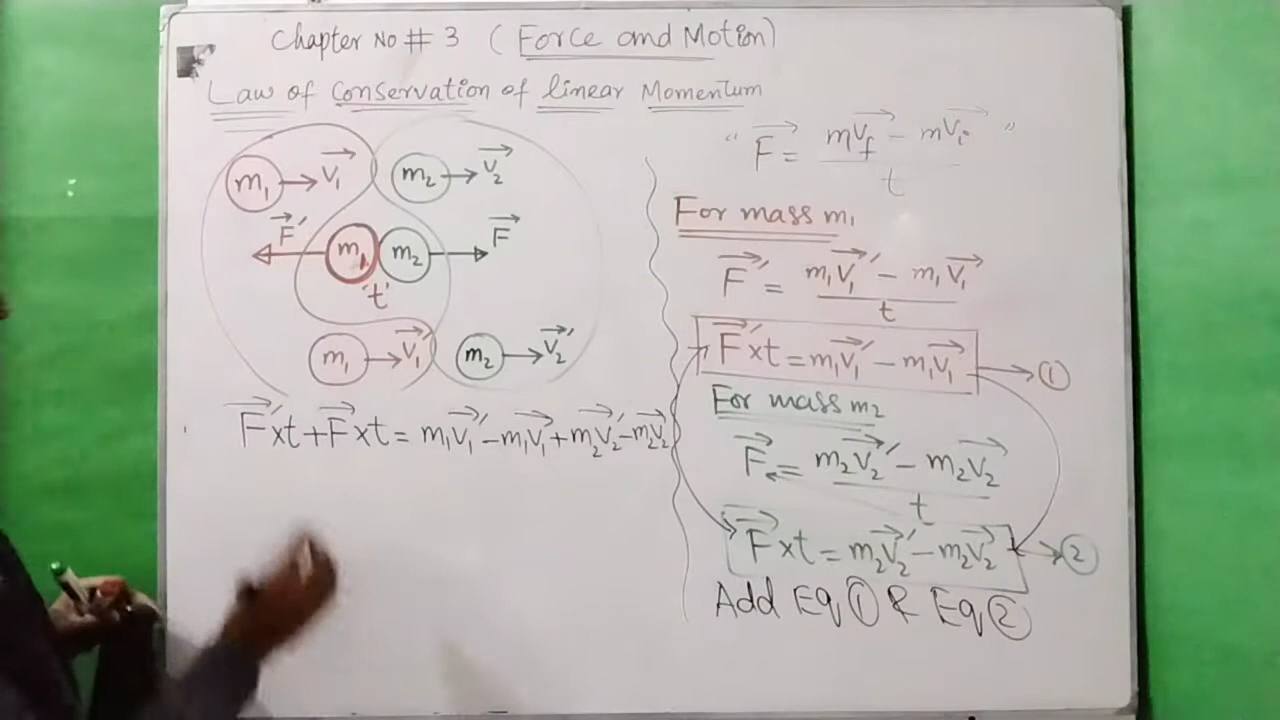 Chapter No # 3 (Force and Motion)
Law of Conservation of linear Momentum
m₁ → V₁⃗
m₂ → V₂⃗
F⃗′
m₁ m₂
F⃗
't'
m₁ → V₁⃗′
m₂ → V₂⃗′
F⃗′×t + F⃗×t = m₁V₁⃗′ − m₁V₁⃗ + m₂V₂⃗′ − m₂V₂⃗
" F⃗ = (mV_f⃗ − mV_i⃗) / t "
For mass m₁
F⃗′ = (m₁V₁⃗′ − m₁V₁⃗) / t
F⃗′×t = m₁V₁⃗′ − m₁V₁⃗ → ①
For mass m₂
F⃗ = (m₂V₂⃗′ − m₂V₂⃗) / t
F⃗×t = m₂V₂⃗′ − m₂V₂⃗ → ②
Add Eq ① & Eq ②